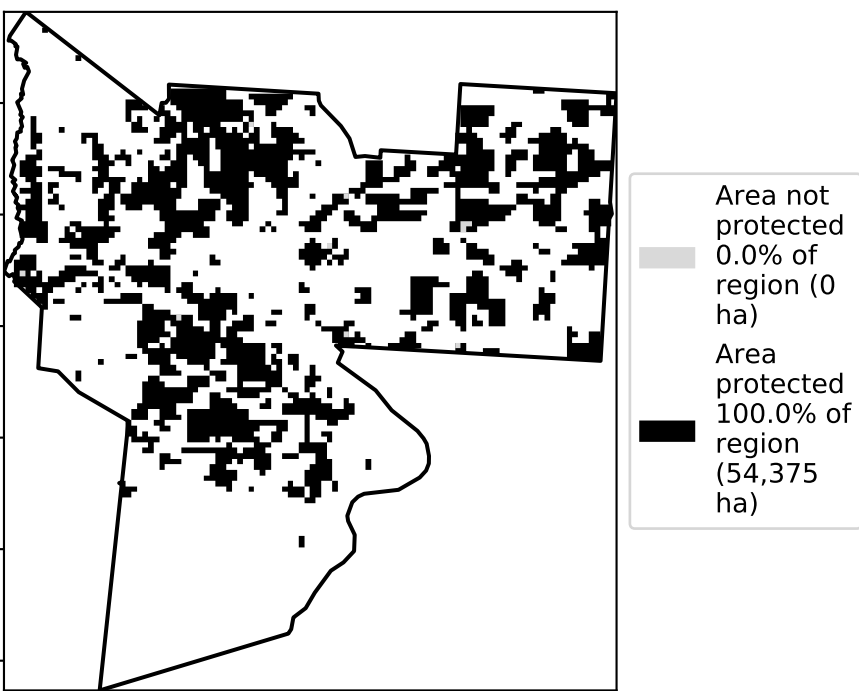 Area not
protected
0.0% of
region (0
ha)
Area
protected
100.0% of
region
(54,375
ha)